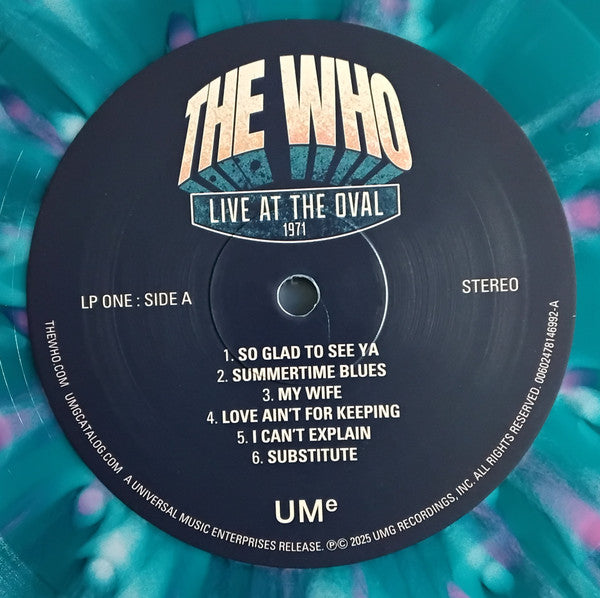 THE WHO
LIVE AT THE OVAL
1971
LP ONE : SIDE A
STEREO
1. SO GLAD TO SEE YA
2. SUMMERTIME BLUES
3. MY WIFE
4. LOVE AIN'T FOR KEEPING
5. I CAN'T EXPLAIN
6. SUBSTITUTE
UMe
THEWHO.COM UMGCATALOG.COM A UNIVERSAL MUSIC ENTERPRISES RELEASE. ℗© 2025 UMG RECORDINGS, INC. ALL RIGHTS RESERVED. 00602478146992-A